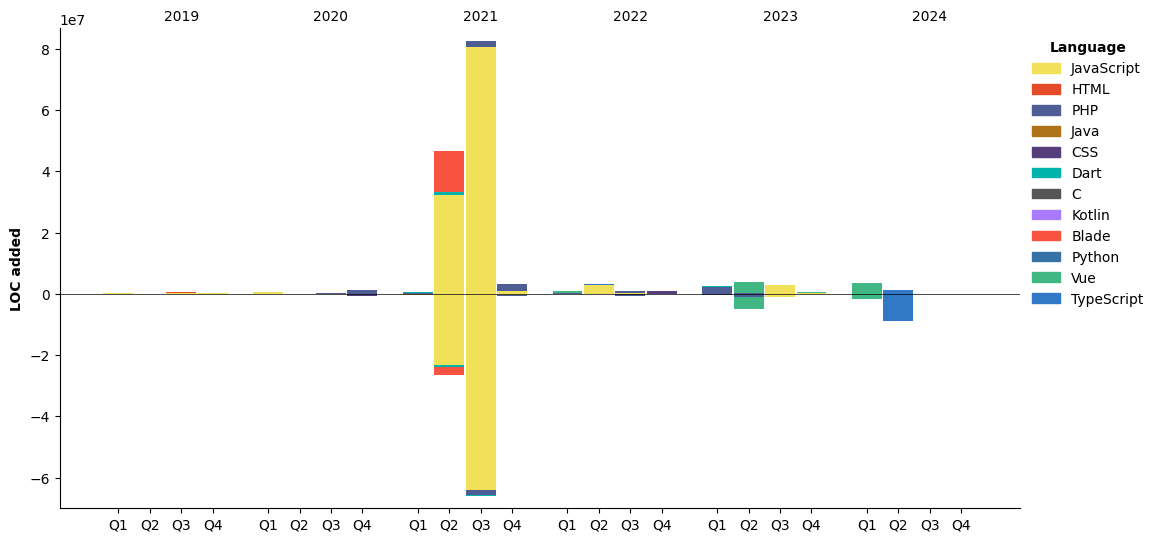 2019 2020 2021 2022 2023 2024
1e7
8
6
4
2
0
−2
−4
−6
LOC added
Q1 Q2 Q3 Q4 Q1 Q2 Q3 Q4 Q1 Q2 Q3 Q4 Q1 Q2 Q3 Q4 Q1 Q2 Q3 Q4 Q1 Q2 Q3 Q4
Language
JavaScript
HTML
PHP
Java
CSS
Dart
C
Kotlin
Blade
Python
Vue
TypeScript